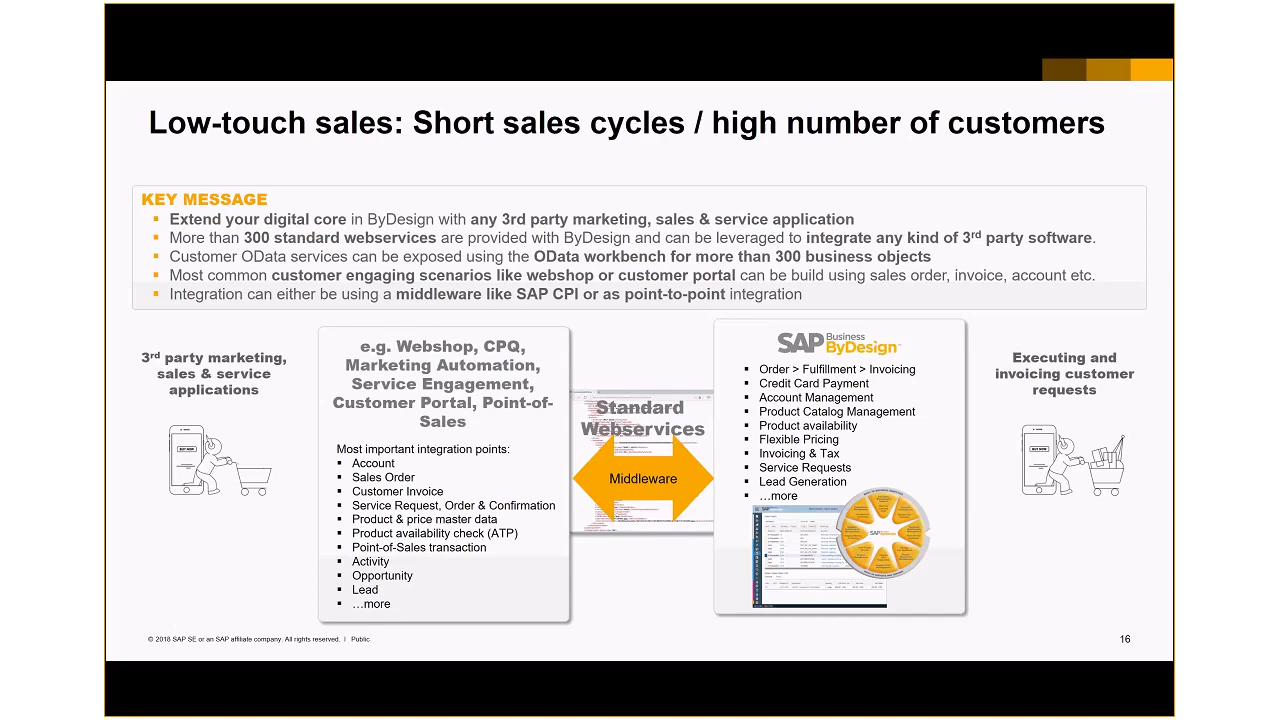 Low-touch sales: Short sales cycles / high number of customers
KEY MESSAGE
▪ Extend your digital core in ByDesign with any 3rd party marketing, sales & service application
▪ More than 300 standard webservices are provided with ByDesign and can be leveraged to integrate any kind of 3rd party software.
▪ Customer OData services can be exposed using the OData workbench for more than 300 business objects
▪ Most common customer engaging scenarios like webshop or customer portal can be build using sales order, invoice, account etc.
▪ Integration can either be using a middleware like SAP CPI or as point-to-point integration
3rd party marketing,
sales & service
applications
BUY NOW
e.g. Webshop, CPQ,
Marketing Automation,
Service Engagement,
Customer Portal, Point-of-
Sales
Most important integration points:
▪ Account
▪ Sales Order
▪ Customer Invoice
▪ Service Request, Order & Confirmation
▪ Product & price master data
▪ Product availability check (ATP)
▪ Point-of-Sales transaction
▪ Activity
▪ Opportunity
▪ Lead
▪ …more
Standard
Webservices
Middleware
SAP Business
ByDesign
▪ Order > Fulfillment > Invoicing
▪ Credit Card Payment
▪ Account Management
▪ Product Catalog Management
▪ Product availability
▪ Flexible Pricing
▪ Invoicing & Tax
▪ Service Requests
▪ Lead Generation
▪ …more
Executing and
invoicing customer
requests
BUY NOW
© 2018 SAP SE or an SAP affiliate company. All rights reserved. ǀ Public
16